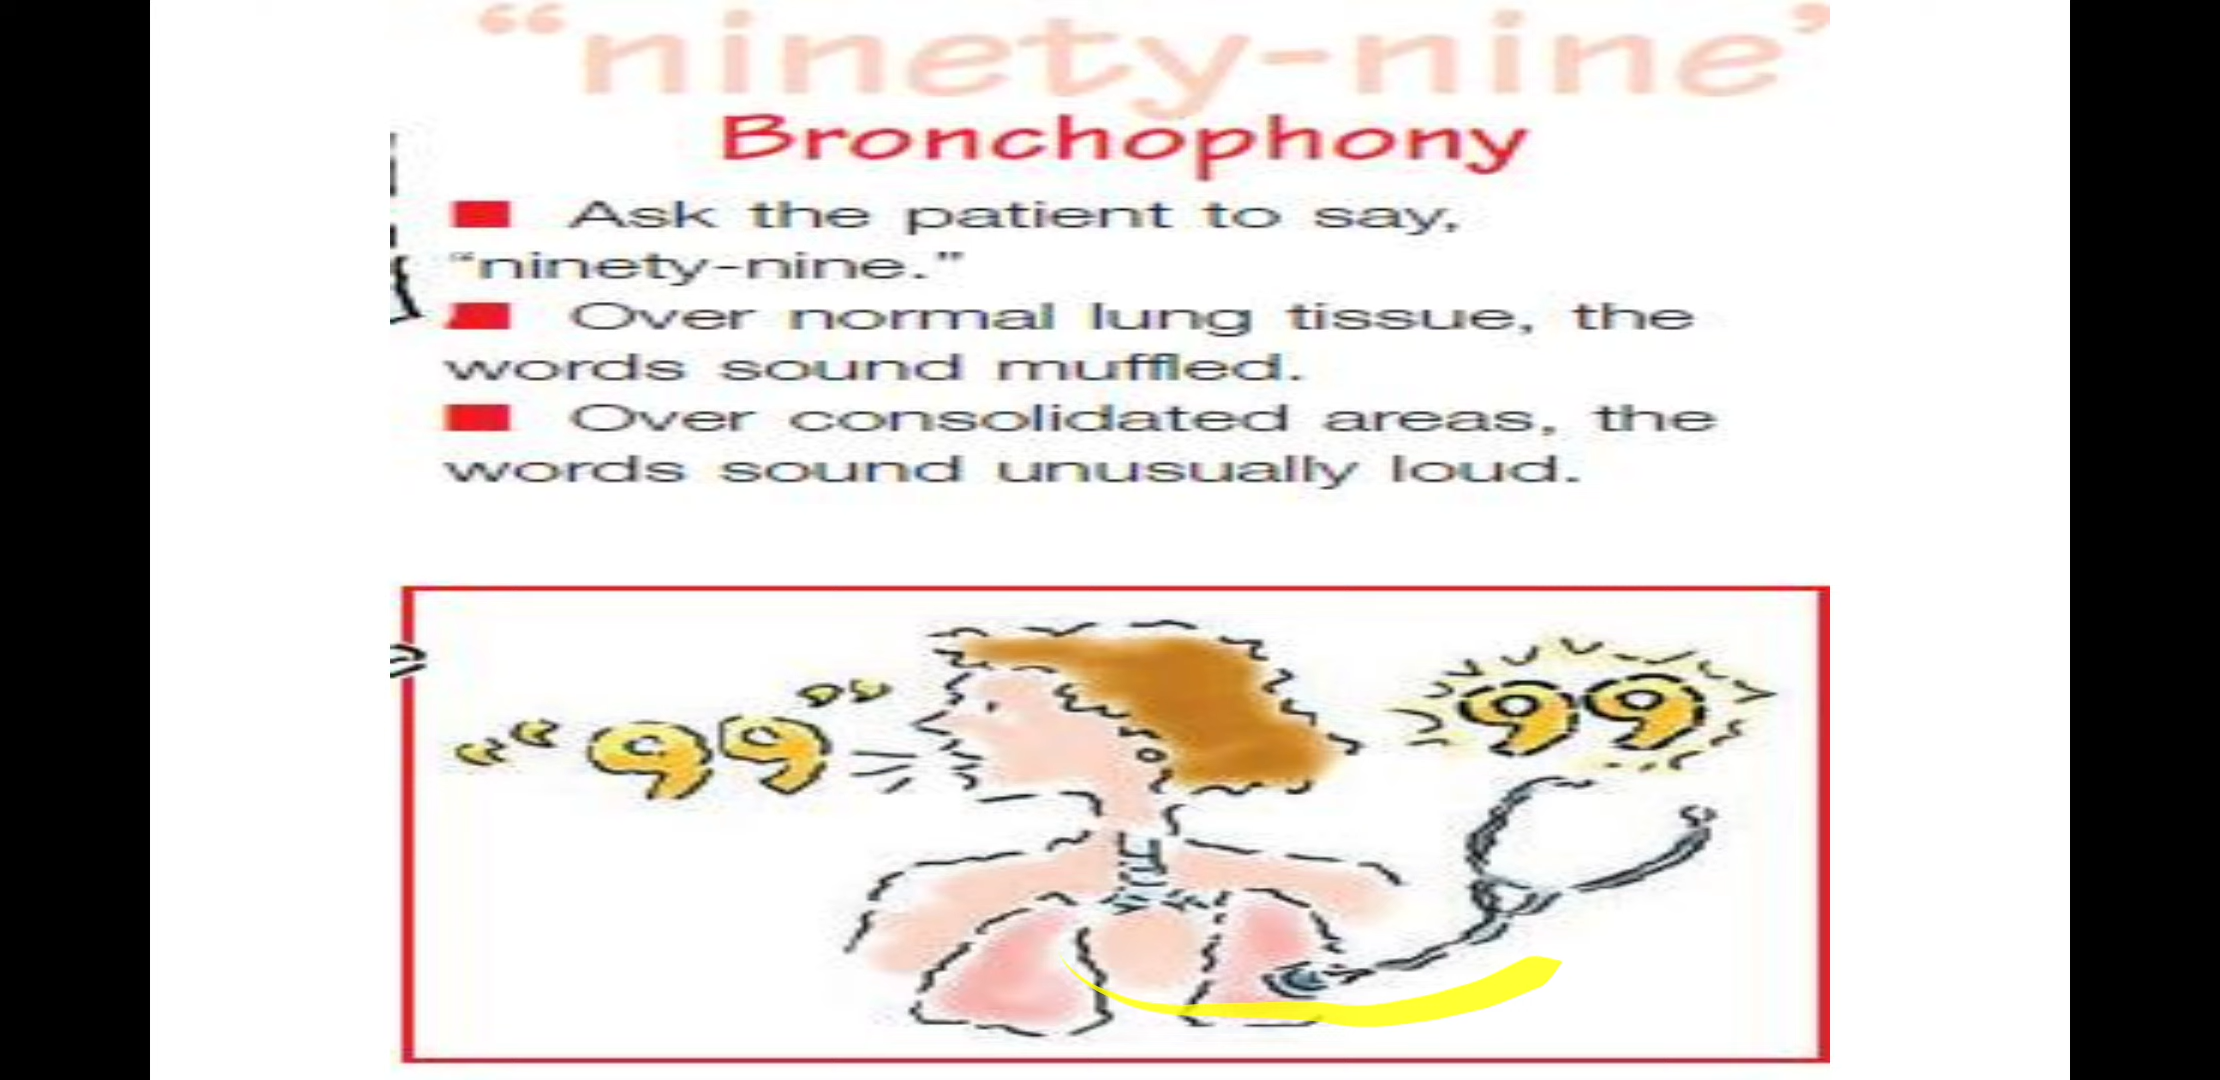 “ninety-nine’
Bronchophony
■ Ask the patient to say,
“ninety-nine.”
■ Over normal lung tissue, the
words sound muffled.
■ Over consolidated areas, the
words sound unusually loud.
“99”
99